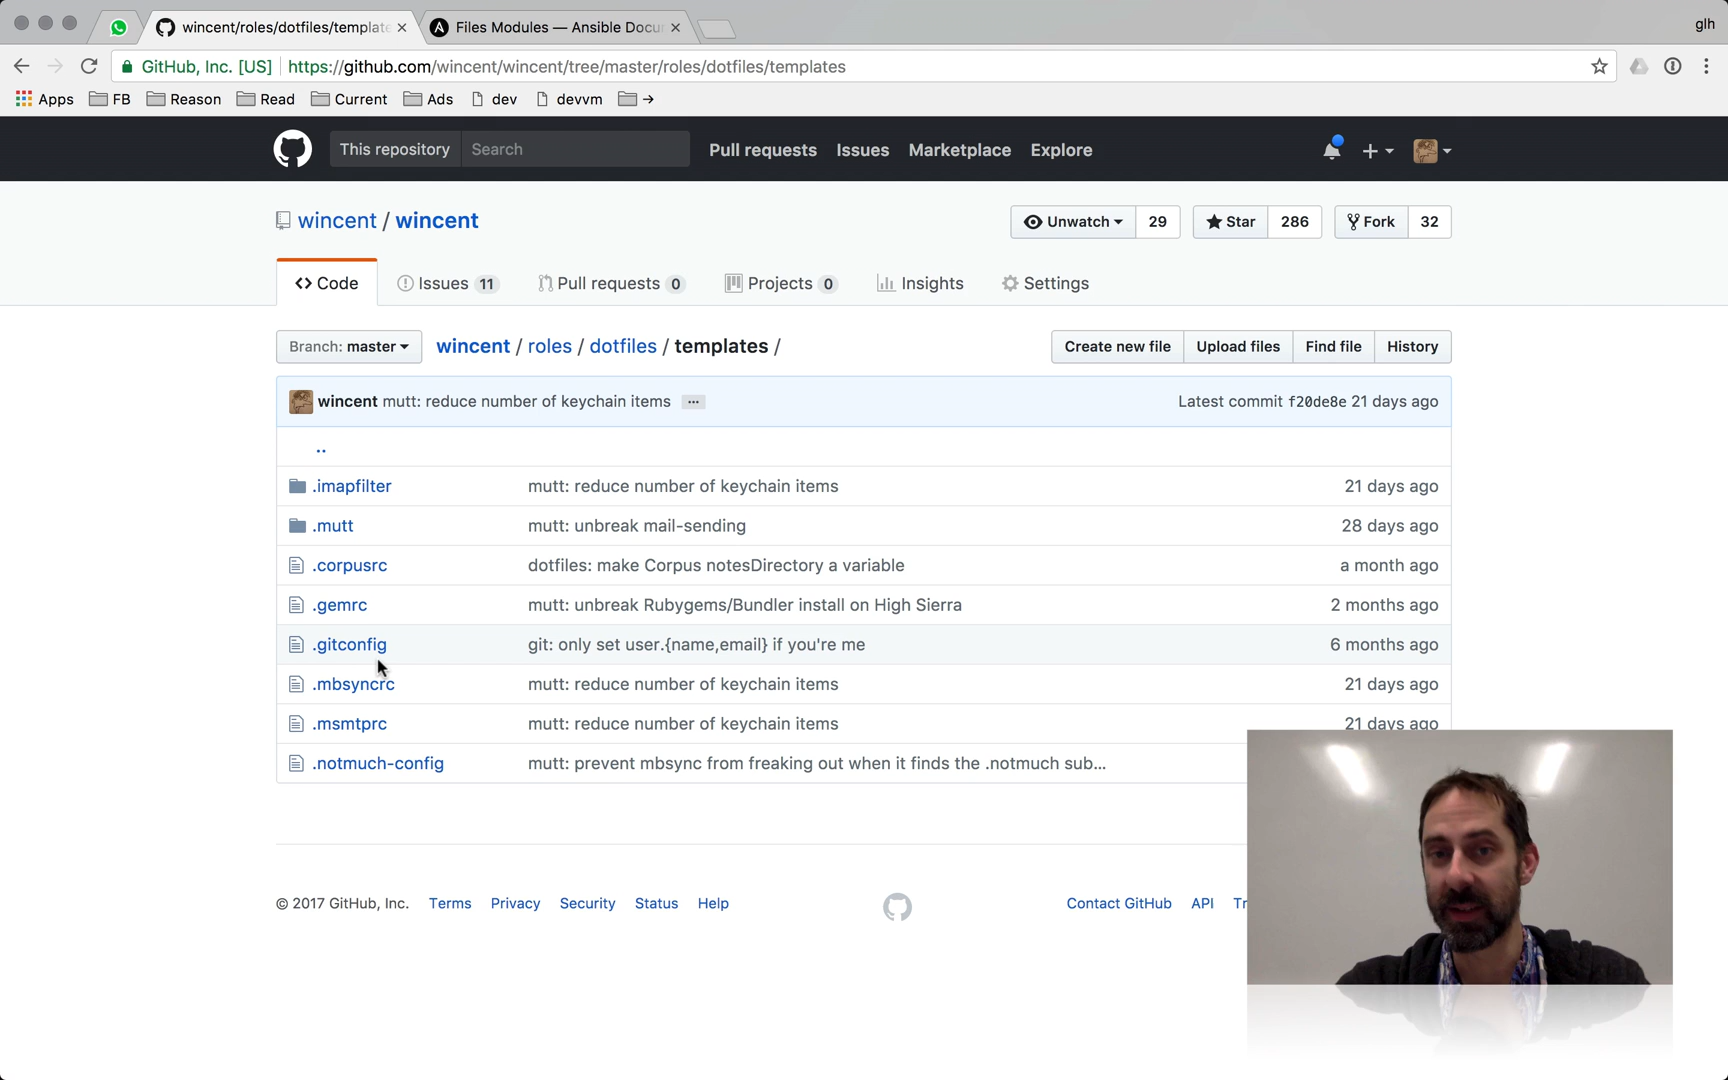 wincent/roles/dotfiles/template
Files Modules — Ansible Docu
glh
GitHub, Inc. [US] https://github.com/wincent/wincent/tree/master/roles/dotfiles/templates
Apps FB Reason Read Current Ads dev devvm →
This repository Search Pull requests Issues Marketplace Explore
wincent / wincent
Unwatch 29 Star 286 Fork 32
<> Code Issues 11 Pull requests 0 Projects 0 Insights Settings
Branch: master wincent / roles / dotfiles / templates / Create new file Upload files Find file History
wincent mutt: reduce number of keychain items ... Latest commit f20de8e 21 days ago
..
.imapfilter mutt: reduce number of keychain items 21 days ago
.mutt mutt: unbreak mail-sending 28 days ago
.corpusrc dotfiles: make Corpus notesDirectory a variable a month ago
.gemrc mutt: unbreak Rubygems/Bundler install on High Sierra 2 months ago
.gitconfig git: only set user.{name,email} if you're me 6 months ago
.mbsyncrc mutt: reduce number of keychain items 21 days ago
.msmtprc mutt: reduce number of keychain items 21 days ago
.notmuch-config mutt: prevent mbsync from freaking out when it finds the .notmuch sub...
© 2017 GitHub, Inc. Terms Privacy Security Status Help Contact GitHub API Tr